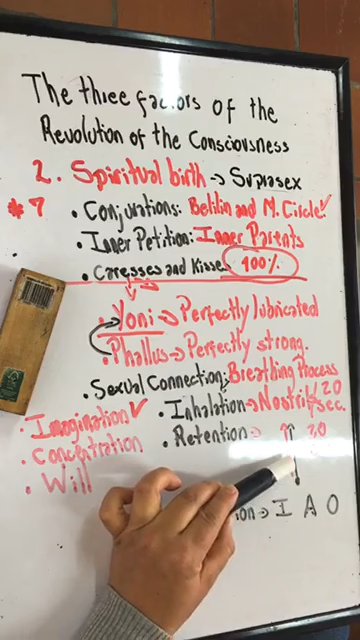 The three factors of the
Revolution of the Consciousness
2. Spiritual birth → Suprasex
*7 • Conjurations: Belilin and M. Circle. ✓
• Inner Petition: Inner Parents
• Caresses and Kisses 100%
Yoni → Perfectly lubricated
Phallus → Perfectly strong.
• Sexual Connection: Breathing Process
• Inhalation → Nostrils/20 sec.
• Retention → 20
• Imagination ✓
• Concentration
• Will
ion → I A O